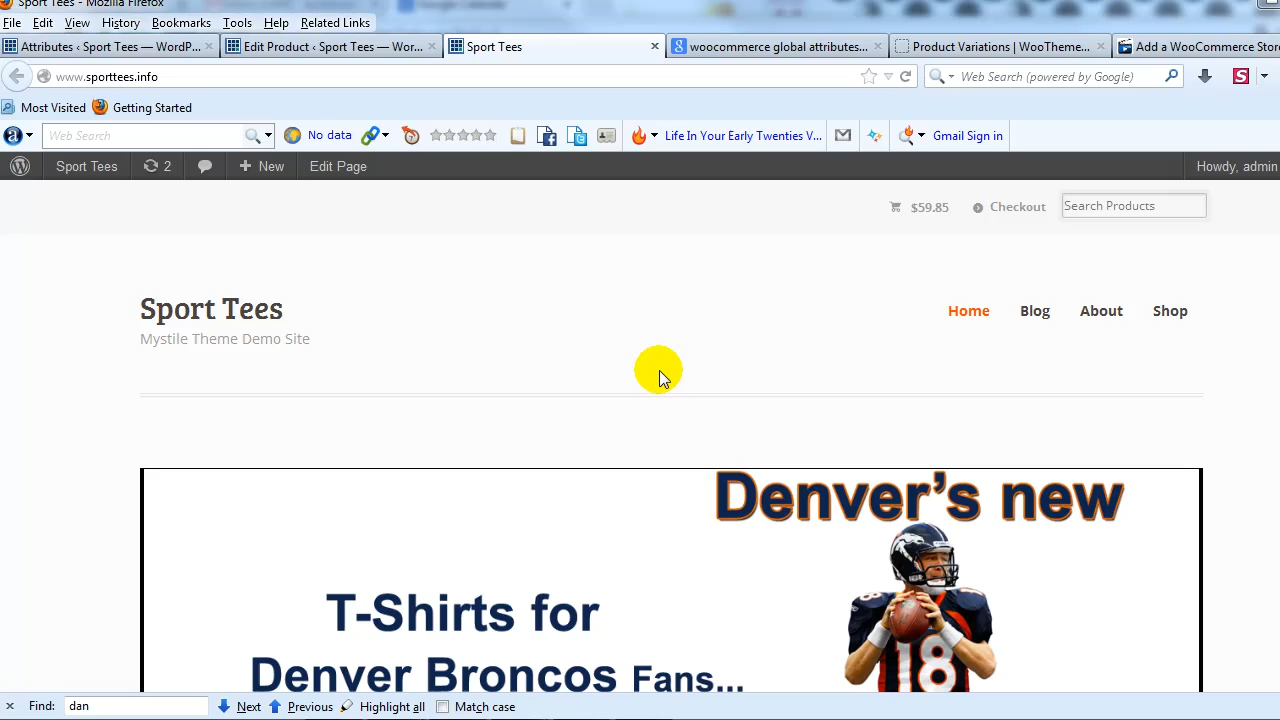 Sport Tees — Mozilla Firefox
File Edit View History Bookmarks Tools Help Related Links
Attributes ‹ Sport Tees — WordP... × Edit Product ‹ Sport Tees — Wor... × Sport Tees × woocommerce global attributes... × Product Variations | WooTheme... × Add a WooCommerce Store
www.sporttees.info Web Search (powered by Google)
Most Visited Getting Started
Web Search No data Life In Your Early Twenties V... Gmail Sign in
Sport Tees 2 + New Edit Page Howdy, admin
$59.85 Checkout Search Products
Sport Tees
Home Blog About Shop
Mystile Theme Demo Site
Denver's new
T-Shirts for
Denver Broncos Fans...
18
18
× Find: dan Next Previous Highlight all Match case